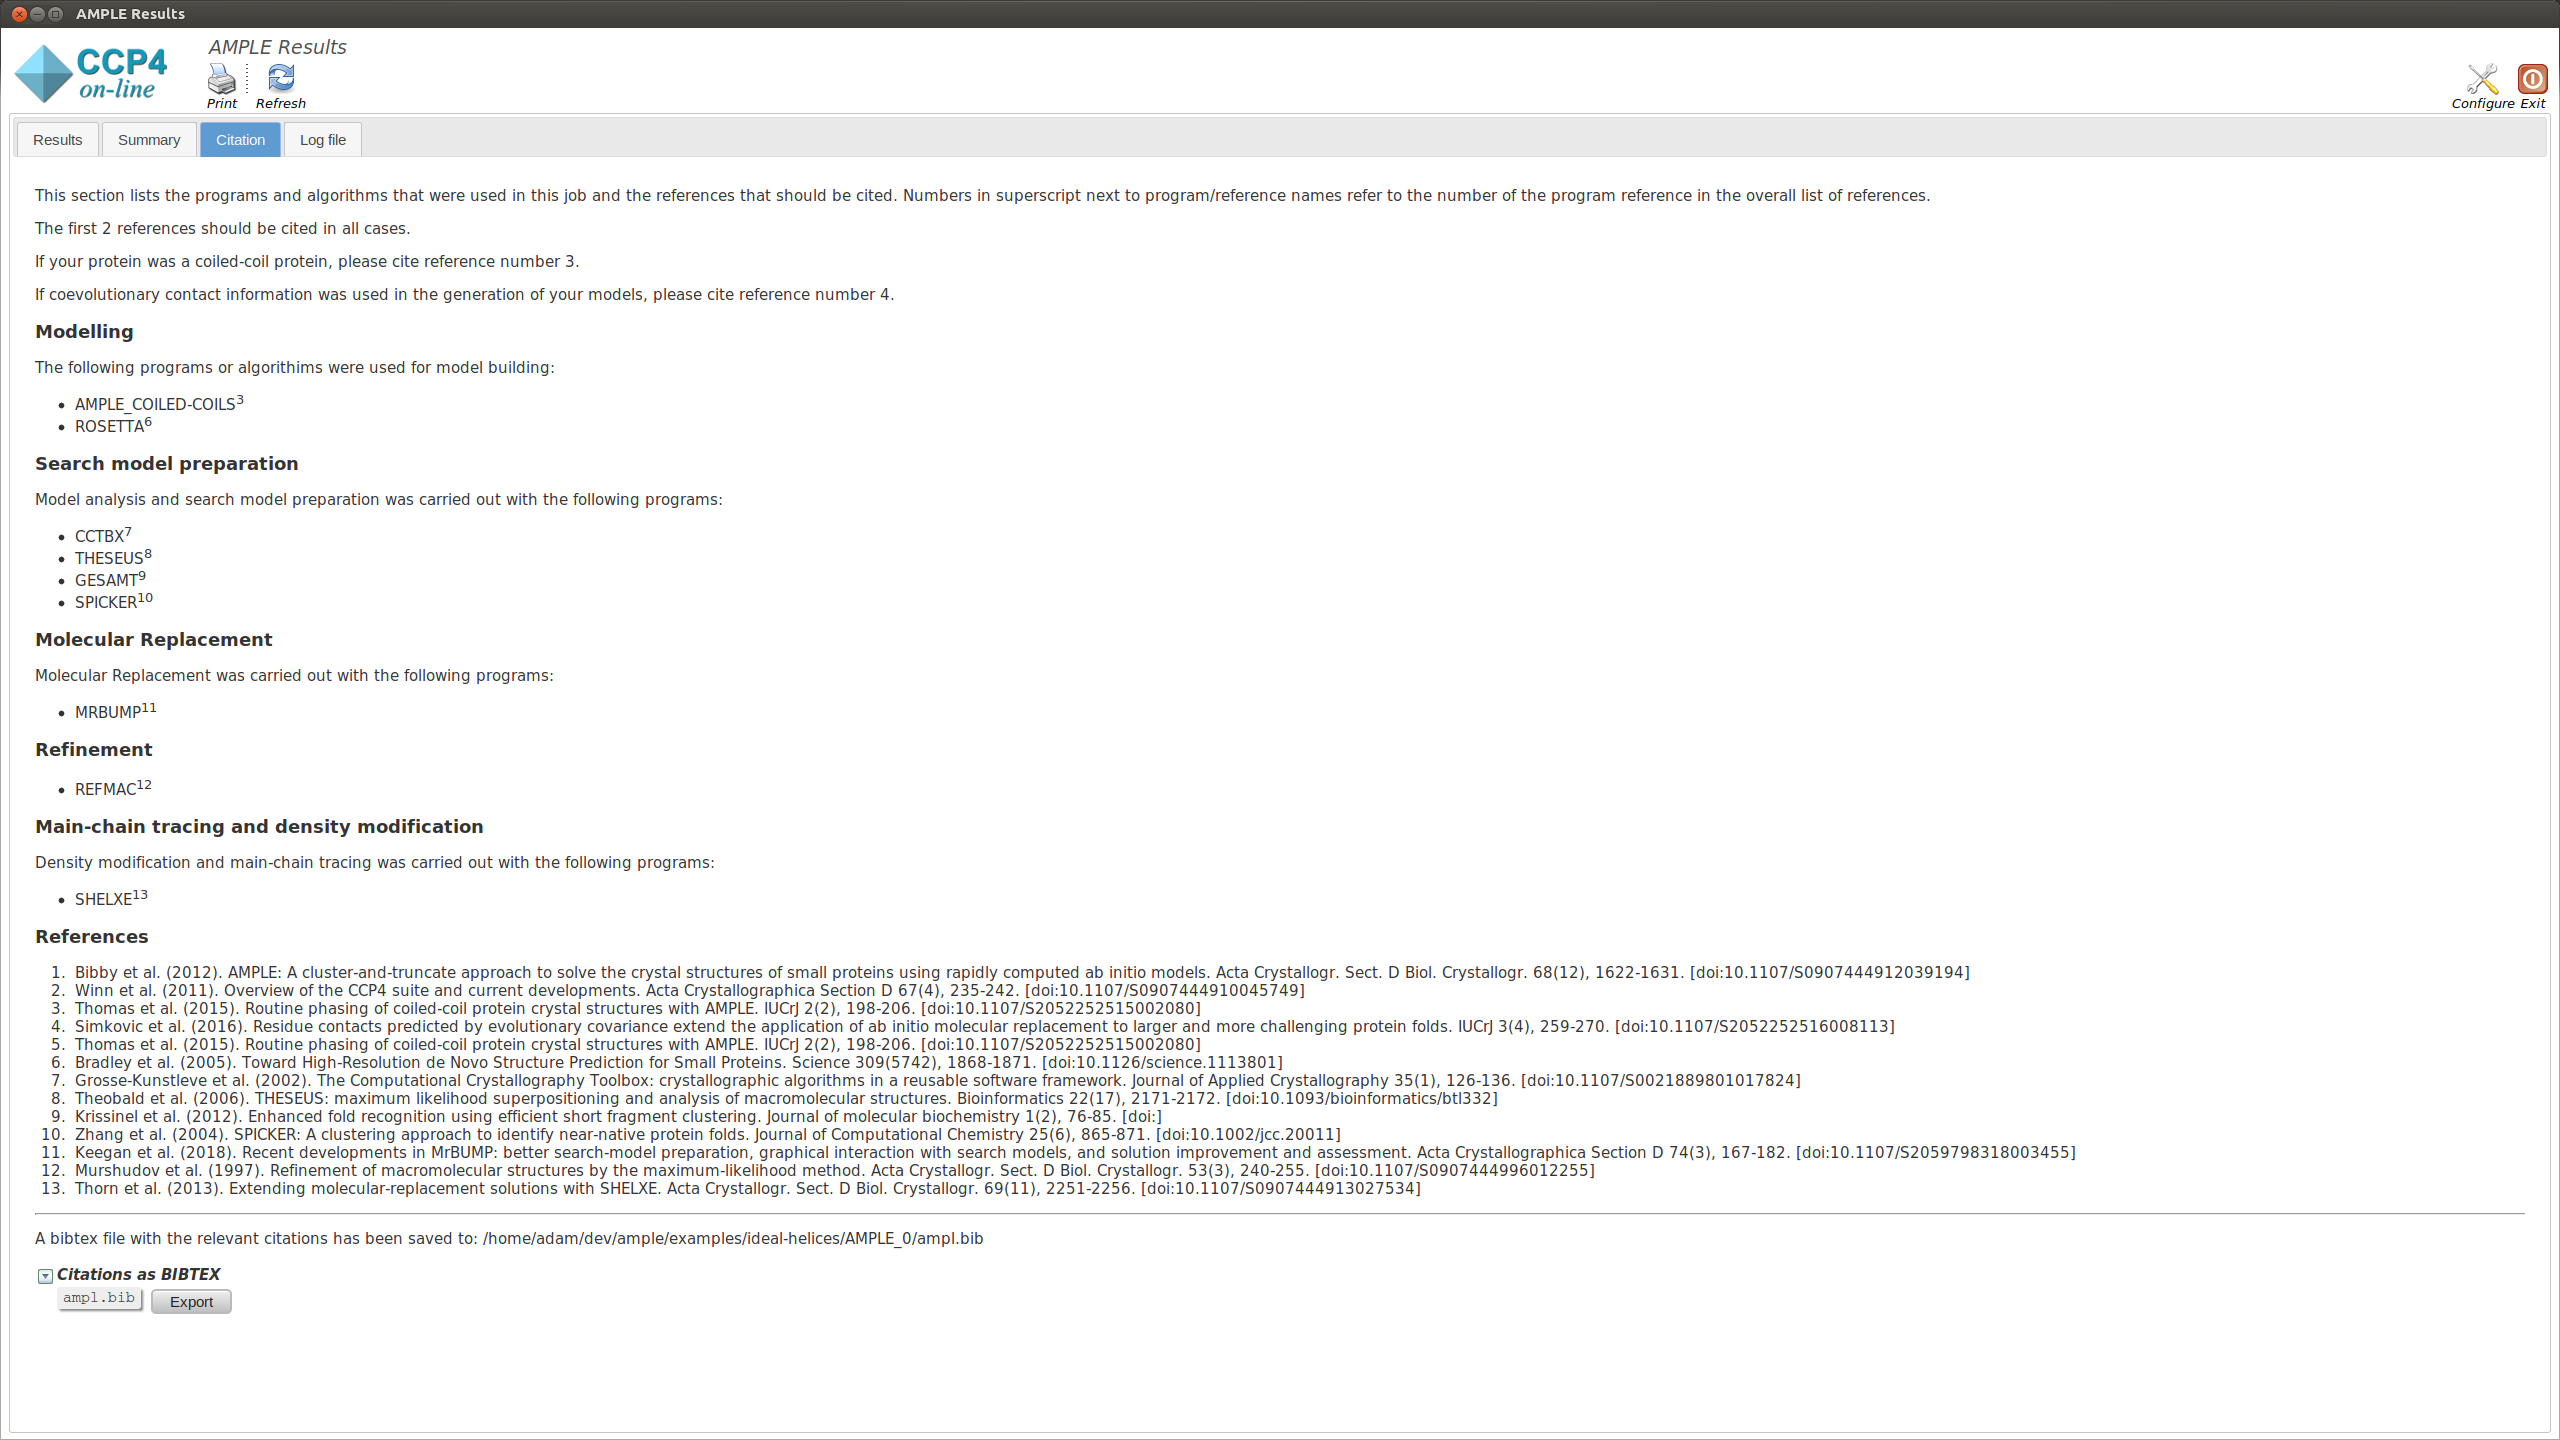 AMPLE Results
CCP4
on-line
AMPLE Results
Print
Refresh
Configure Exit
Results
Summary
Citation
Log file
This section lists the programs and algorithms that were used in this job and the references that should be cited. Numbers in superscript next to program/reference names refer to the number of the program reference in the overall list of references.
The first 2 references should be cited in all cases.
If your protein was a coiled-coil protein, please cite reference number 3.
If coevolutionary contact information was used in the generation of your models, please cite reference number 4.
Modelling
The following programs or algorithims were used for model building:
• AMPLE_COILED-COILS3
• ROSETTA6
Search model preparation
Model analysis and search model preparation was carried out with the following programs:
• CCTBX7
• THESEUS8
• GESAMT9
• SPICKER10
Molecular Replacement
Molecular Replacement was carried out with the following programs:
• MRBUMP11
Refinement
• REFMAC12
Main-chain tracing and density modification
Density modification and main-chain tracing was carried out with the following programs:
• SHELXE13
References
1. Bibby et al. (2012). AMPLE: A cluster-and-truncate approach to solve the crystal structures of small proteins using rapidly computed ab initio models. Acta Crystallogr. Sect. D Biol. Crystallogr. 68(12), 1622-1631. [doi:10.1107/S0907444912039194]
2. Winn et al. (2011). Overview of the CCP4 suite and current developments. Acta Crystallographica Section D 67(4), 235-242. [doi:10.1107/S0907444910045749]
3. Thomas et al. (2015). Routine phasing of coiled-coil protein crystal structures with AMPLE. IUCrJ 2(2), 198-206. [doi:10.1107/S2052252515002080]
4. Simkovic et al. (2016). Residue contacts predicted by evolutionary covariance extend the application of ab initio molecular replacement to larger and more challenging protein folds. IUCrJ 3(4), 259-270. [doi:10.1107/S2052252516008113]
5. Thomas et al. (2015). Routine phasing of coiled-coil protein crystal structures with AMPLE. IUCrJ 2(2), 198-206. [doi:10.1107/S2052252515002080]
6. Bradley et al. (2005). Toward High-Resolution de Novo Structure Prediction for Small Proteins. Science 309(5742), 1868-1871. [doi:10.1126/science.1113801]
7. Grosse-Kunstleve et al. (2002). The Computational Crystallography Toolbox: crystallographic algorithms in a reusable software framework. Journal of Applied Crystallography 35(1), 126-136. [doi:10.1107/S0021889801017824]
8. Theobald et al. (2006). THESEUS: maximum likelihood superpositioning and analysis of macromolecular structures. Bioinformatics 22(17), 2171-2172. [doi:10.1093/bioinformatics/btl332]
9. Krissinel et al. (2012). Enhanced fold recognition using efficient short fragment clustering. Journal of molecular biochemistry 1(2), 76-85. [doi:]
10. Zhang et al. (2004). SPICKER: A clustering approach to identify near-native protein folds. Journal of Computational Chemistry 25(6), 865-871. [doi:10.1002/jcc.20011]
11. Keegan et al. (2018). Recent developments in MrBUMP: better search-model preparation, graphical interaction with search models, and solution improvement and assessment. Acta Crystallographica Section D 74(3), 167-182. [doi:10.1107/S2059798318003455]
12. Murshudov et al. (1997). Refinement of macromolecular structures by the maximum-likelihood method. Acta Crystallogr. Sect. D Biol. Crystallogr. 53(3), 240-255. [doi:10.1107/S0907444996012255]
13. Thorn et al. (2013). Extending molecular-replacement solutions with SHELXE. Acta Crystallogr. Sect. D Biol. Crystallogr. 69(11), 2251-2256. [doi:10.1107/S0907444913027534]
A bibtex file with the relevant citations has been saved to: /home/adam/dev/ample/examples/ideal-helices/AMPLE_0/ampl.bib
Citations as BIBTEX
ampl.bib
Export